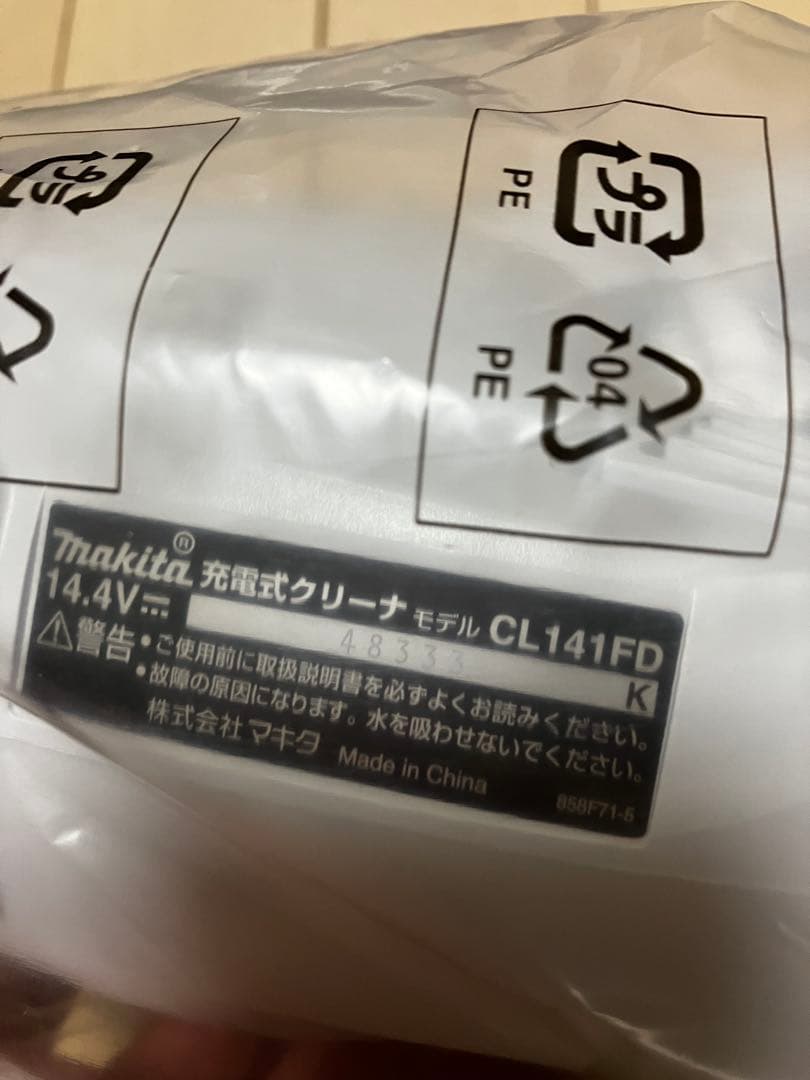 プラ
PE
04
PE
プラ
makita® 充電式クリーナ モデル CL141FD
14.4V
48333
K
⚠警告 •ご使用前に取扱説明書を必ずよくお読みください。
•故障の原因になります。水を吸わせないでください。
株式会社 マキタ Made in China
858F71-5